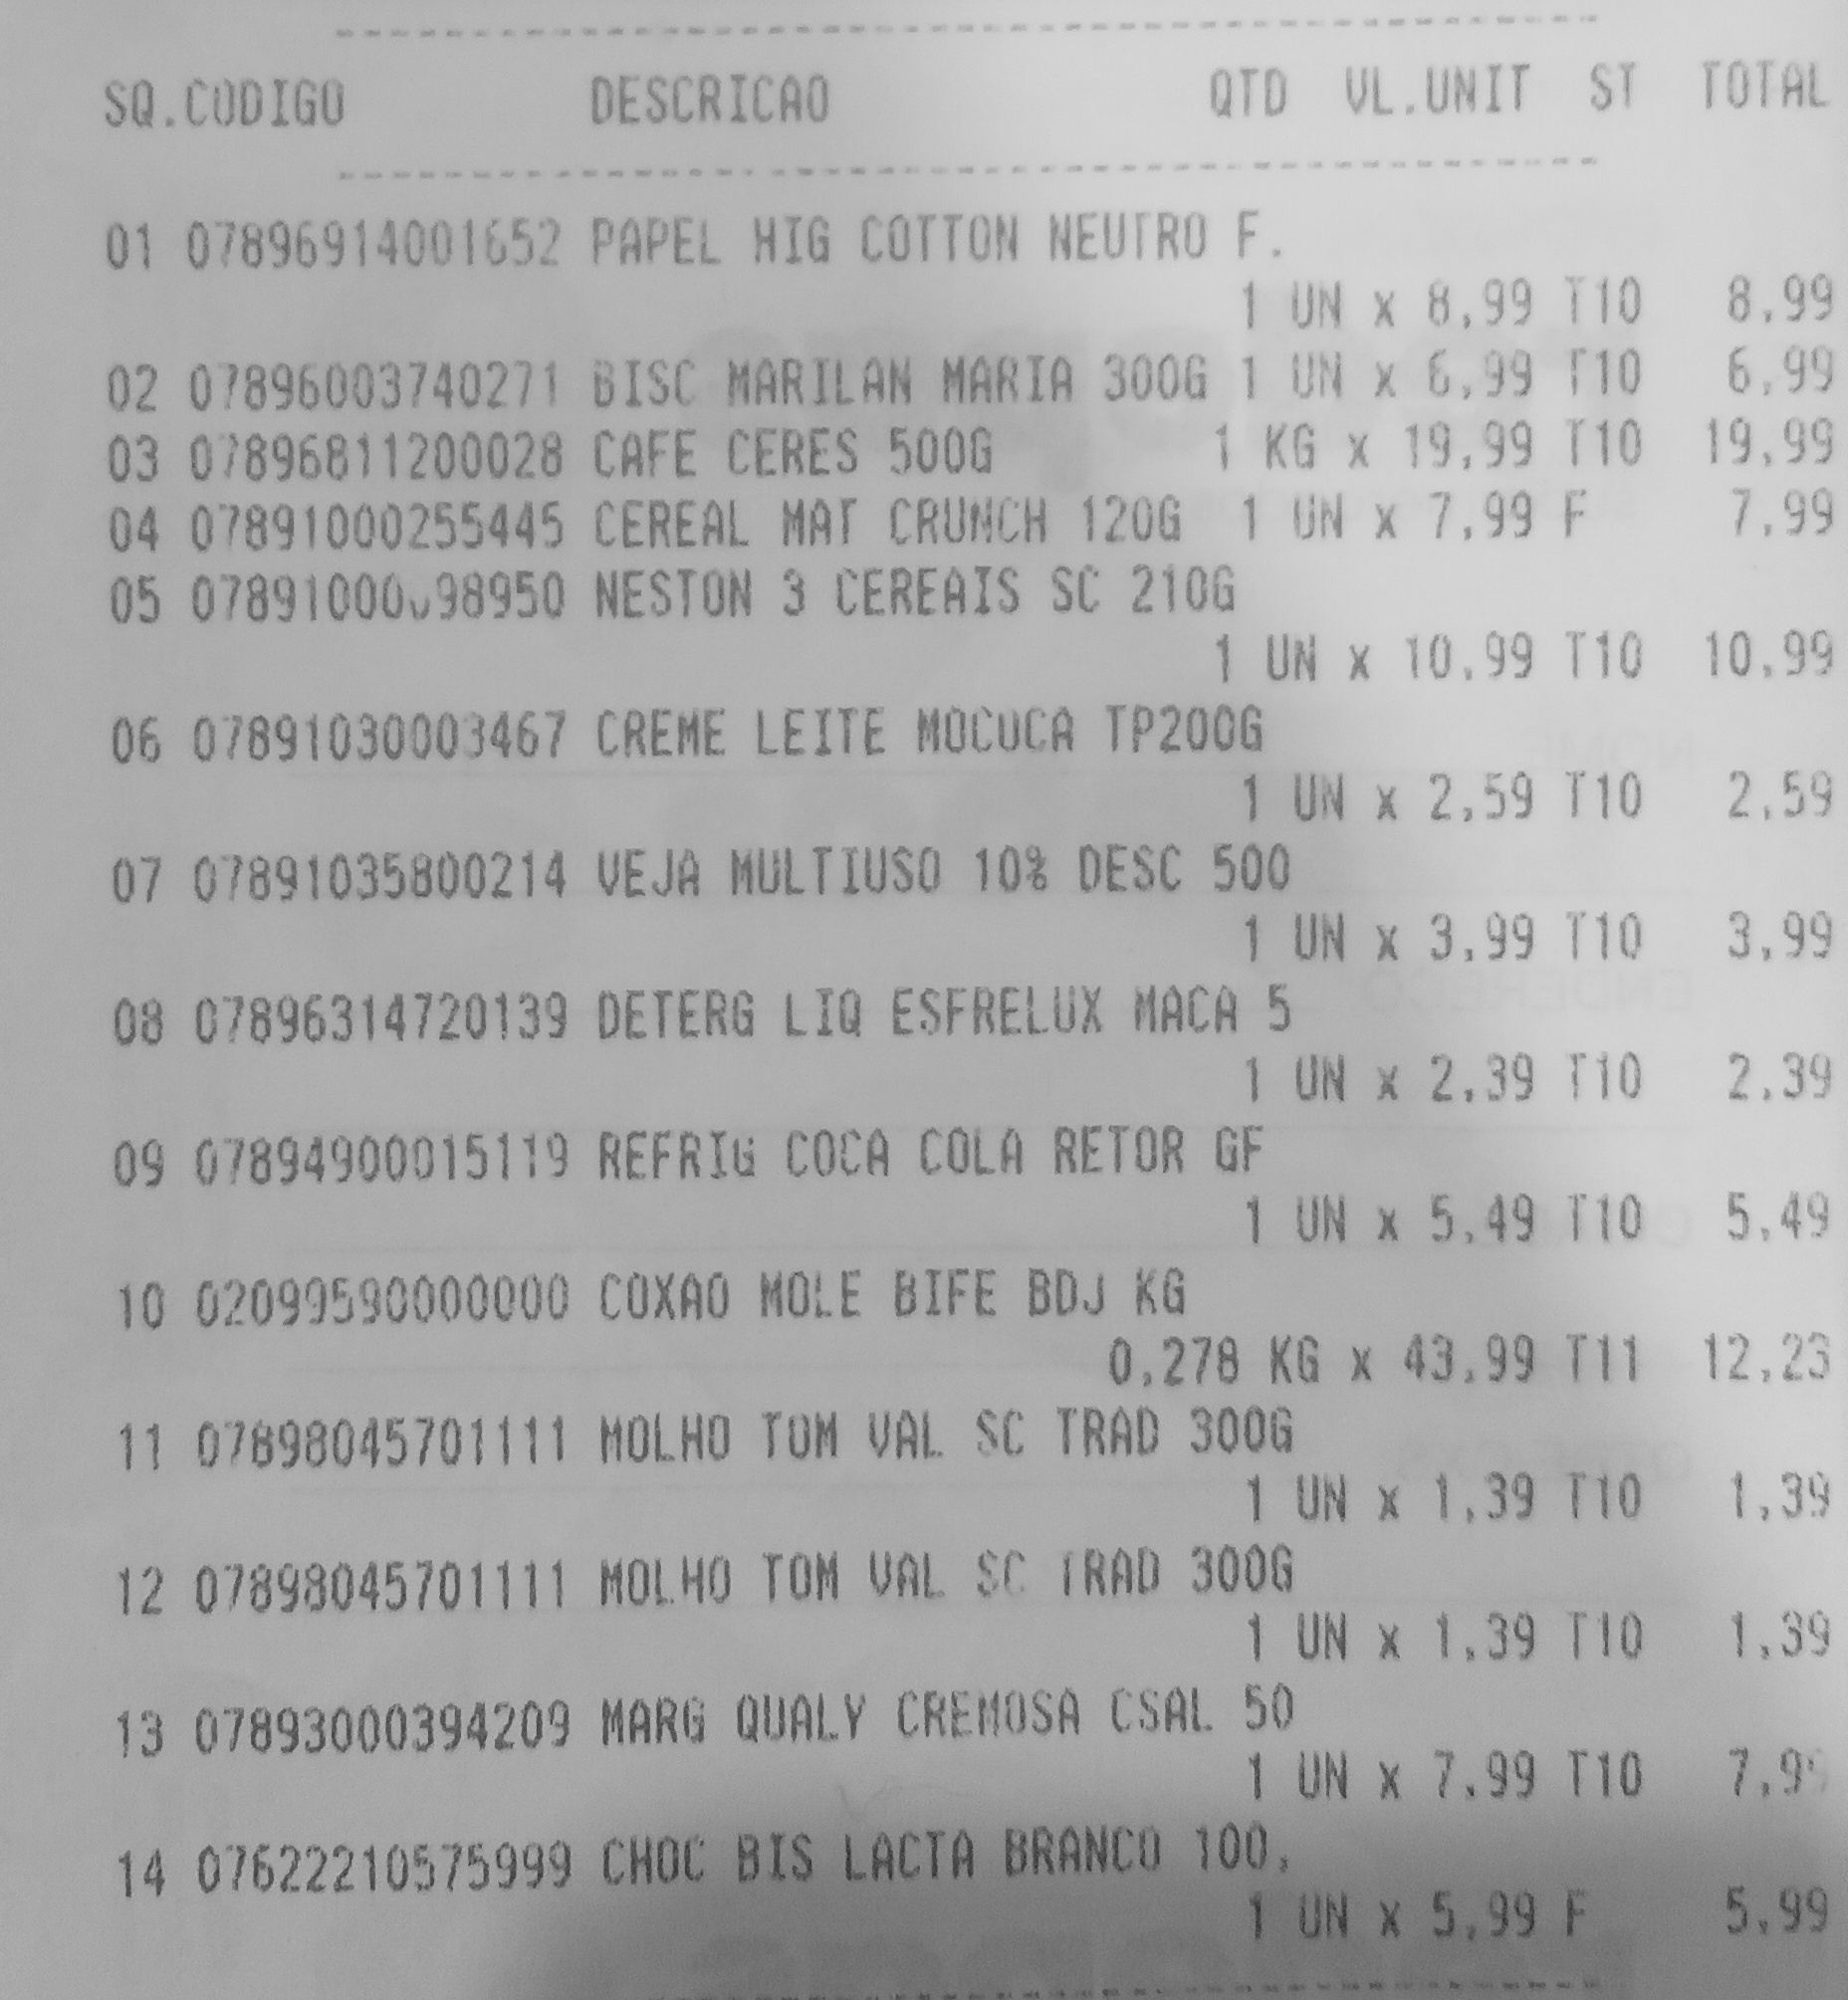 SQ.CODIGO DESCRICAO QTD VL.UNIT ST TOTAL
01 07896914001652 PAPEL HIG COTTON NEUTRO F.
1 UN x 8,99 T10 8,99
02 07896003740271 BISC MARILAN MARIA 300G 1 UN x 6,99 T10 6,99
03 07896811200028 CAFE CERES 500G 1 KG x 19,99 T10 19,99
04 07891000255445 CEREAL MAT CRUNCH 120G 1 UN x 7,99 F 7,99
05 NESTON 3 CEREAIS SC 210G
1 UN x 10,99 T10 10,99
06 07891030003467 CREME LEITE MOCOCA TP200G
1 UN x 2,59 T10 2,59
07 07891035800214 VEJA MULTIUSO 10% DESC 500
1 UN x 3,99 T10 3,99
08 07896314720139 DETERG LIQ ESFRELUX MACA 5
1 UN x 2,39 T10 2,39
09 07894900015119 REFRIG COCA COLA RETOR GF
1 UN x 5,49 T10 5,49
10 02099590000000 COXAO MOLE BIFE BDJ KG
0,278 KG x 43,99 T11 12,23
11 07898045701111 MOLHO TOM VAL SC TRAD 300G
1 UN x 1,39 T10 1,39
12 07898045701111 MOLHO TOM VAL SC TRAD 300G
1 UN x 1,39 T10 1,39
13 07893000394209 MARG QUALY CREMOSA CSAL 50
1 UN x 7,99 T10 7,99
14 07622210575999 CHOC BIS LACTA BRANCO 100,
1 UN x 5,99 F 5,99